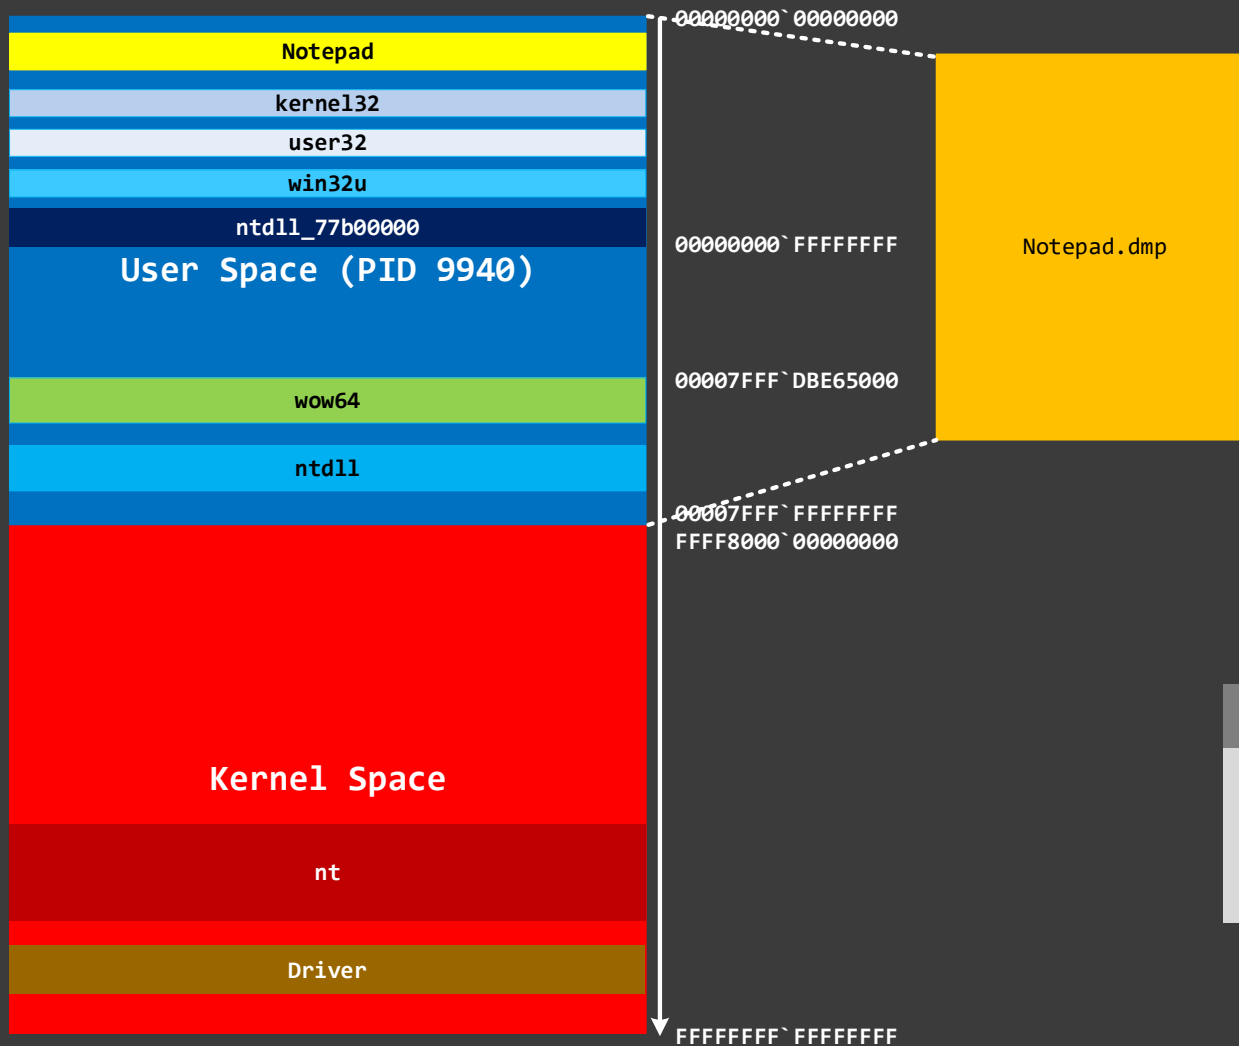 00000000`00000000
Notepad
kernel32
user32
win32u
ntdll_77b00000
00000000`FFFFFFFF
Notepad.dmp
User Space (PID 9940)
00007FFF`DBE65000
wow64
ntdll
00007FFF`FFFFFFFF
FFFF8000`00000000
Kernel Space
nt
Driver
FFFFFFFF`FFFFFFFF